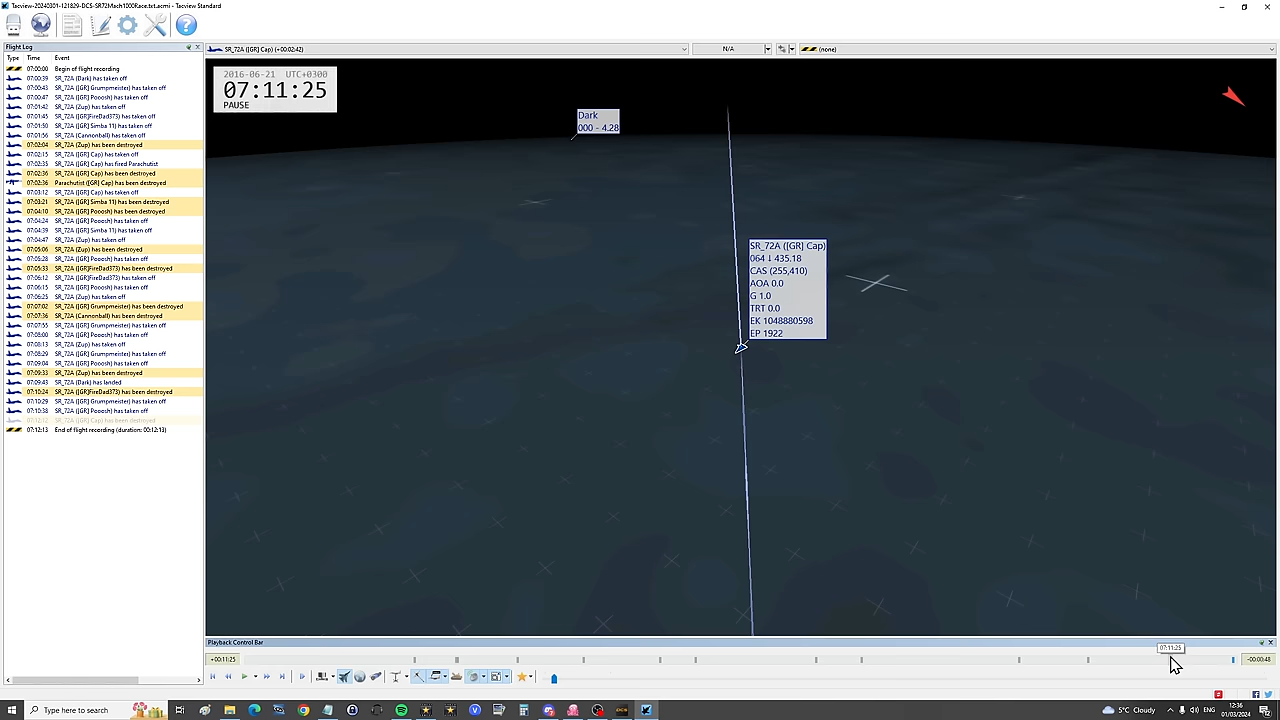 Tacview-20240301-121829-DCS-SR72Mach1000Race.txt.acmi - Tacview Standard
Flight Log
SR_72A ([GR] Cap) (+00:02:42)
N/A
(none)
Type Time Event
07:00:00 Begin of flight recording
07:00:39 SR_72A (Dark) has taken off
07:00:43 SR_72A ([GR] Grumpmeister) has taken off
07:00:47 SR_72A ([GR] Pooosh) has taken off
07:01:42 SR_72A (Zup) has taken off
07:01:45 SR_72A ([GR]FireDad373) has taken off
07:01:50 SR_72A ([GR] Simba 11) has taken off
07:01:56 SR_72A (Cannonball) has taken off
07:02:04 SR_72A (Zup) has been destroyed
07:02:15 SR_72A ([GR] Cap) has taken off
07:02:35 SR_72A ([GR] Cap) has fired Parachutist
07:02:36 SR_72A ([GR] Cap) has been destroyed
07:02:36 Parachutist ([GR] Cap) has been destroyed
07:03:12 SR_72A ([GR] Cap) has taken off
07:03:21 SR_72A ([GR] Simba 11) has been destroyed
07:04:10 SR_72A ([GR] Pooosh) has been destroyed
07:04:24 SR_72A ([GR] Pooosh) has taken off
07:04:39 SR_72A ([GR] Simba 11) has taken off
07:04:47 SR_72A (Zup) has taken off
07:05:06 SR_72A (Zup) has been destroyed
07:05:28 SR_72A ([GR] Pooosh) has taken off
07:05:33 SR_72A ([GR]FireDad373) has been destroyed
07:06:12 SR_72A ([GR]FireDad373) has taken off
07:06:15 SR_72A ([GR] Pooosh) has taken off
07:06:25 SR_72A (Zup) has taken off
07:07:02 SR_72A ([GR] Grumpmeister) has been destroyed
07:07:36 SR_72A (Cannonball) has been destroyed
07:07:55 SR_72A ([GR] Grumpmeister) has taken off
07:08:00 SR_72A ([GR] Pooosh) has taken off
07:08:13 SR_72A (Zup) has taken off
07:08:29 SR_72A ([GR] Grumpmeister) has taken off
07:09:04 SR_72A ([GR] Pooosh) has taken off
07:09:33 SR_72A (Zup) has been destroyed
07:09:43 SR_72A (Dark) has landed
07:10:24 SR_72A ([GR]FireDad373) has been destroyed
07:10:29 SR_72A ([GR] Grumpmeister) has taken off
07:10:38 SR_72A ([GR] Pooosh) has taken off
07:12:12 SR_72A ([GR] Cap) has been destroyed
07:12:13 End of flight recording (duration: 00:12:13)
2016-06-21 UTC+0300
07:11:25
PAUSE
Dark
000 - 4.28
SR_72A ([GR] Cap)
064 ⇂ 435.18
CAS (255,410)
AOA 0.0
G 1.0
TRT 0.0
EK 1048880598
EP 1922
Playback Control Bar
07:11:25
+00:11:25
-00:00:48
Type here to search
5°C Cloudy
ENG
12:36
01/03/2024